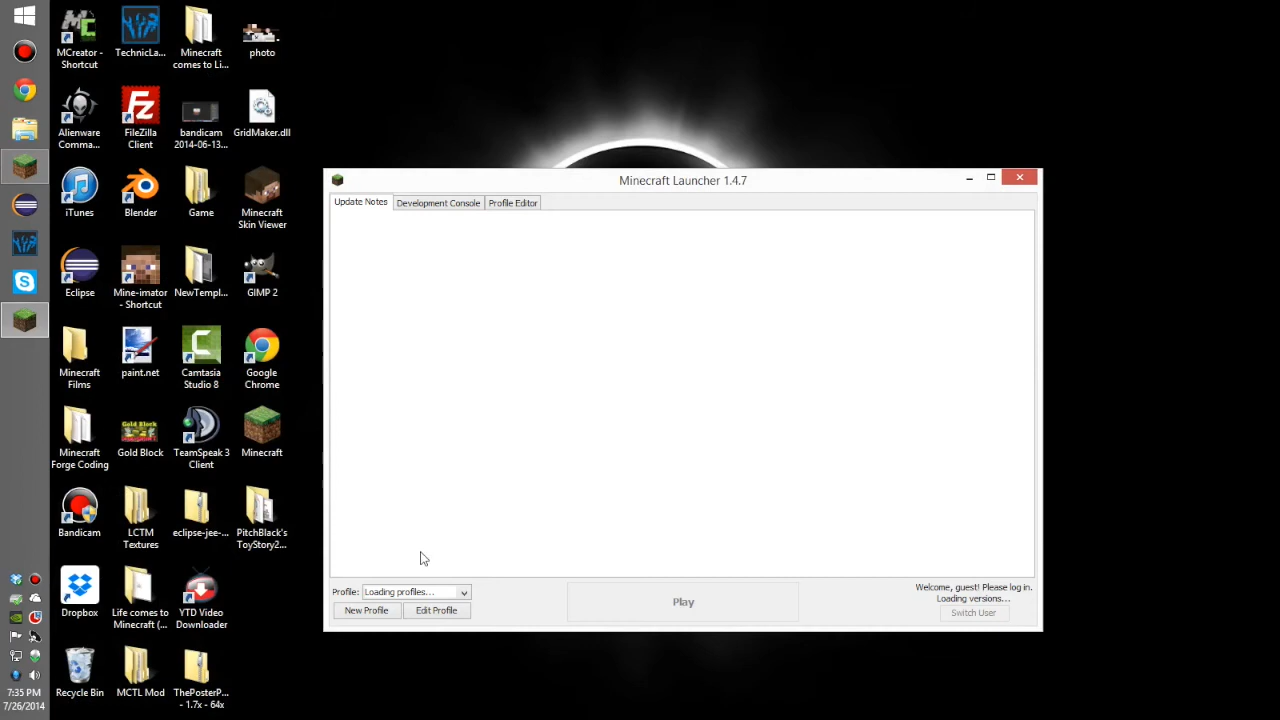 MCreator -
Shortcut
TechnicLa...
Minecraft
comes to Li...
photo
Alienware
Comma...
FileZilla
Client
bandicam
2014-06-13...
GridMaker.dll
iTunes
Blender
Game
Minecraft
Skin Viewer
Eclipse
Mine-imator
- Shortcut
NewTempl...
GIMP 2
Minecraft
Films
paint.net
Camtasia
Studio 8
Google
Chrome
Minecraft
Forge Coding
Gold Block
TeamSpeak 3
Client
Minecraft
Bandicam
LCTM
Textures
eclipse-jee-...
PitchBlack's
ToyStory2...
Dropbox
Life comes to
Minecraft (...
YTD Video
Downloader
Recycle Bin
MCTL Mod
ThePosterP...
- 1.7x - 64x
7:35 PM
7/26/2014
Minecraft Launcher 1.4.7
Update Notes
Development Console
Profile Editor
Profile: Loading profiles...
New Profile
Edit Profile
Play
Welcome, guest! Please log in.
Loading versions...
Switch User